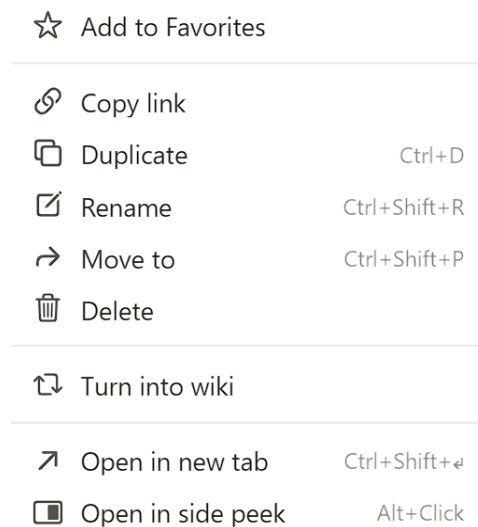 Add to Favorites
Copy link
Duplicate Ctrl+D
Rename Ctrl+Shift+R
Move to Ctrl+Shift+P
Delete
Turn into wiki
Open in new tab Ctrl+Shift+↵
Open in side peek Alt+Click